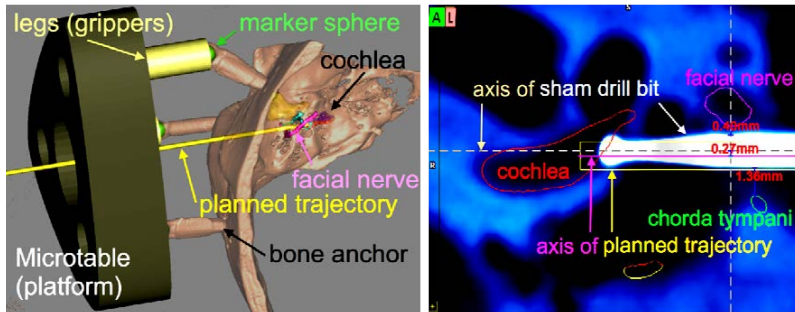 legs (grippers)
marker sphere
cochlea
facial nerve
planned trajectory
bone anchor
Microtable
(platform)
A L
S
facial nerve
axis of sham drill bit
0.49mm
0.27mm
R
cochlea
1.36mm
chorda tympani
axis of planned trajectory